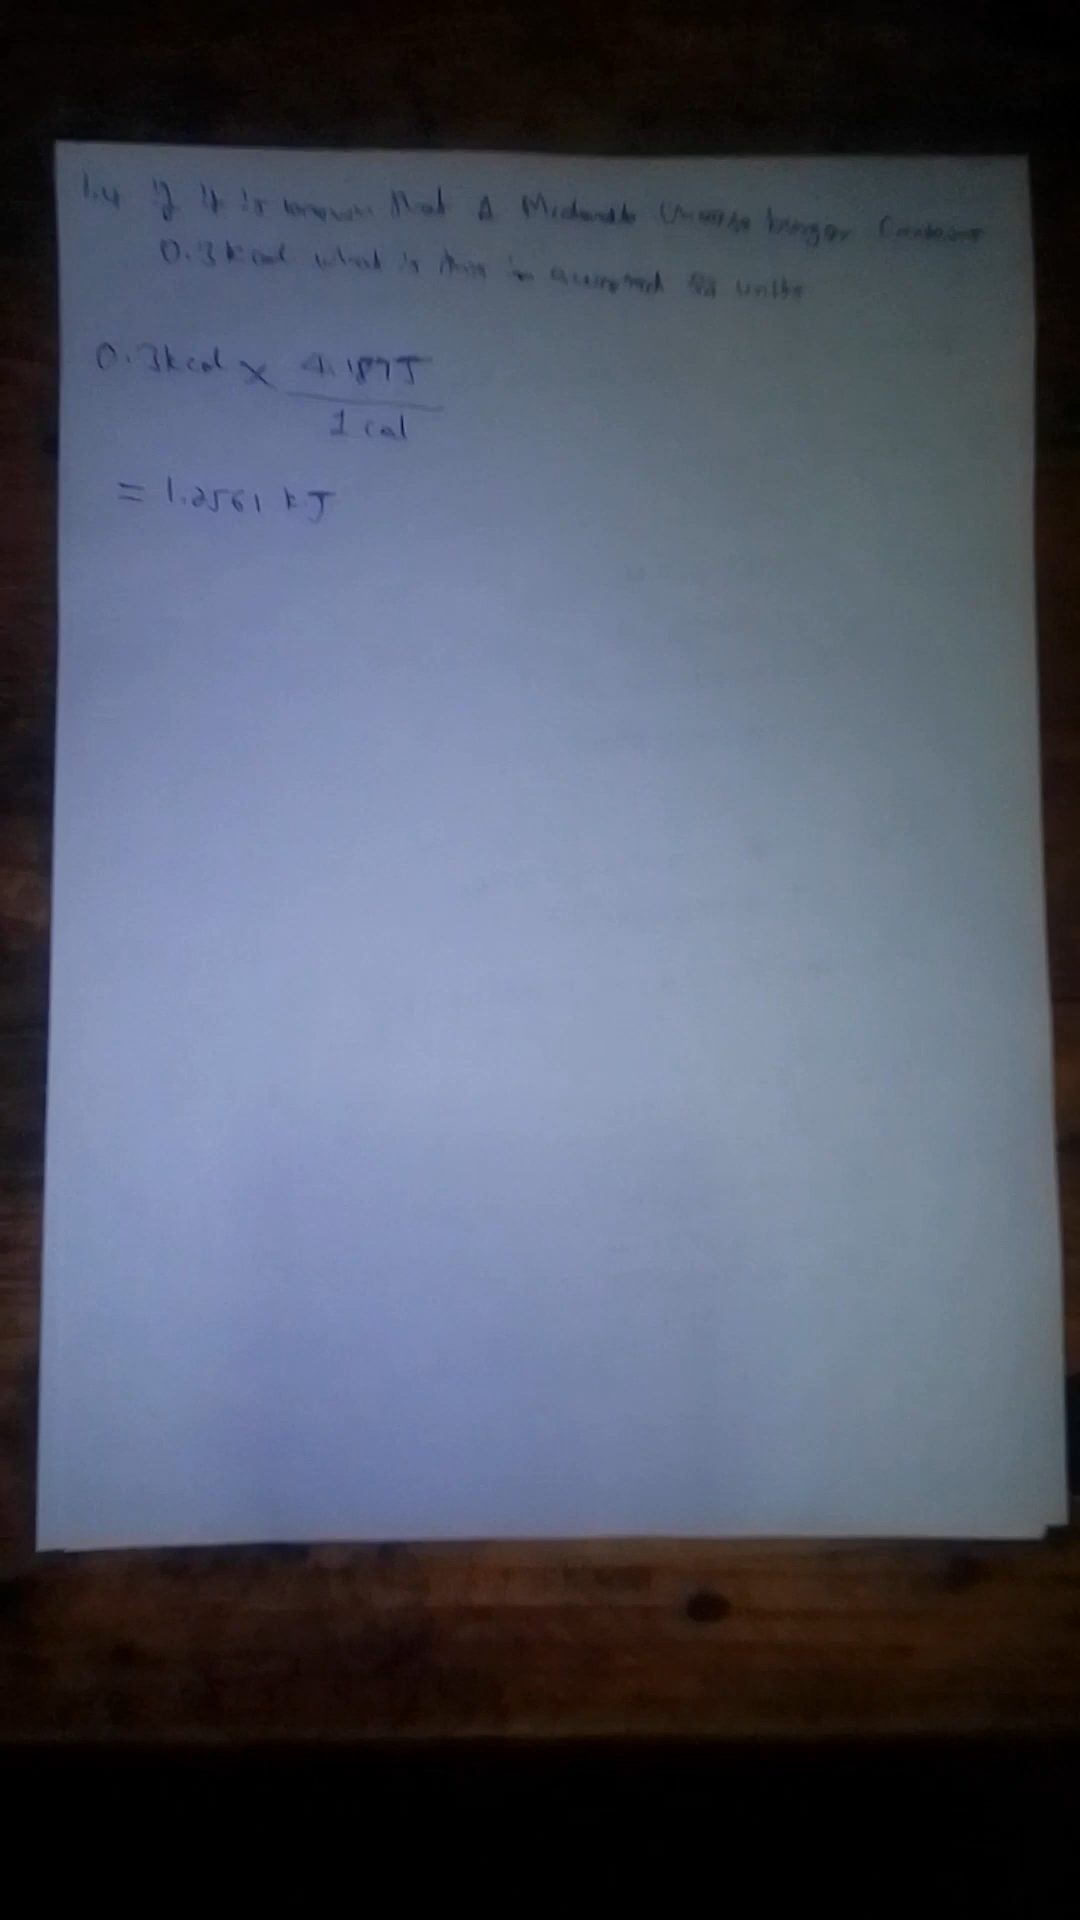 1.4 if it is known that A Mcdonalds Cheese burger Contains
0.3kcal what is this in SI units
0.3kcal × 4.187J
1 cal
= 1.2561 kJ